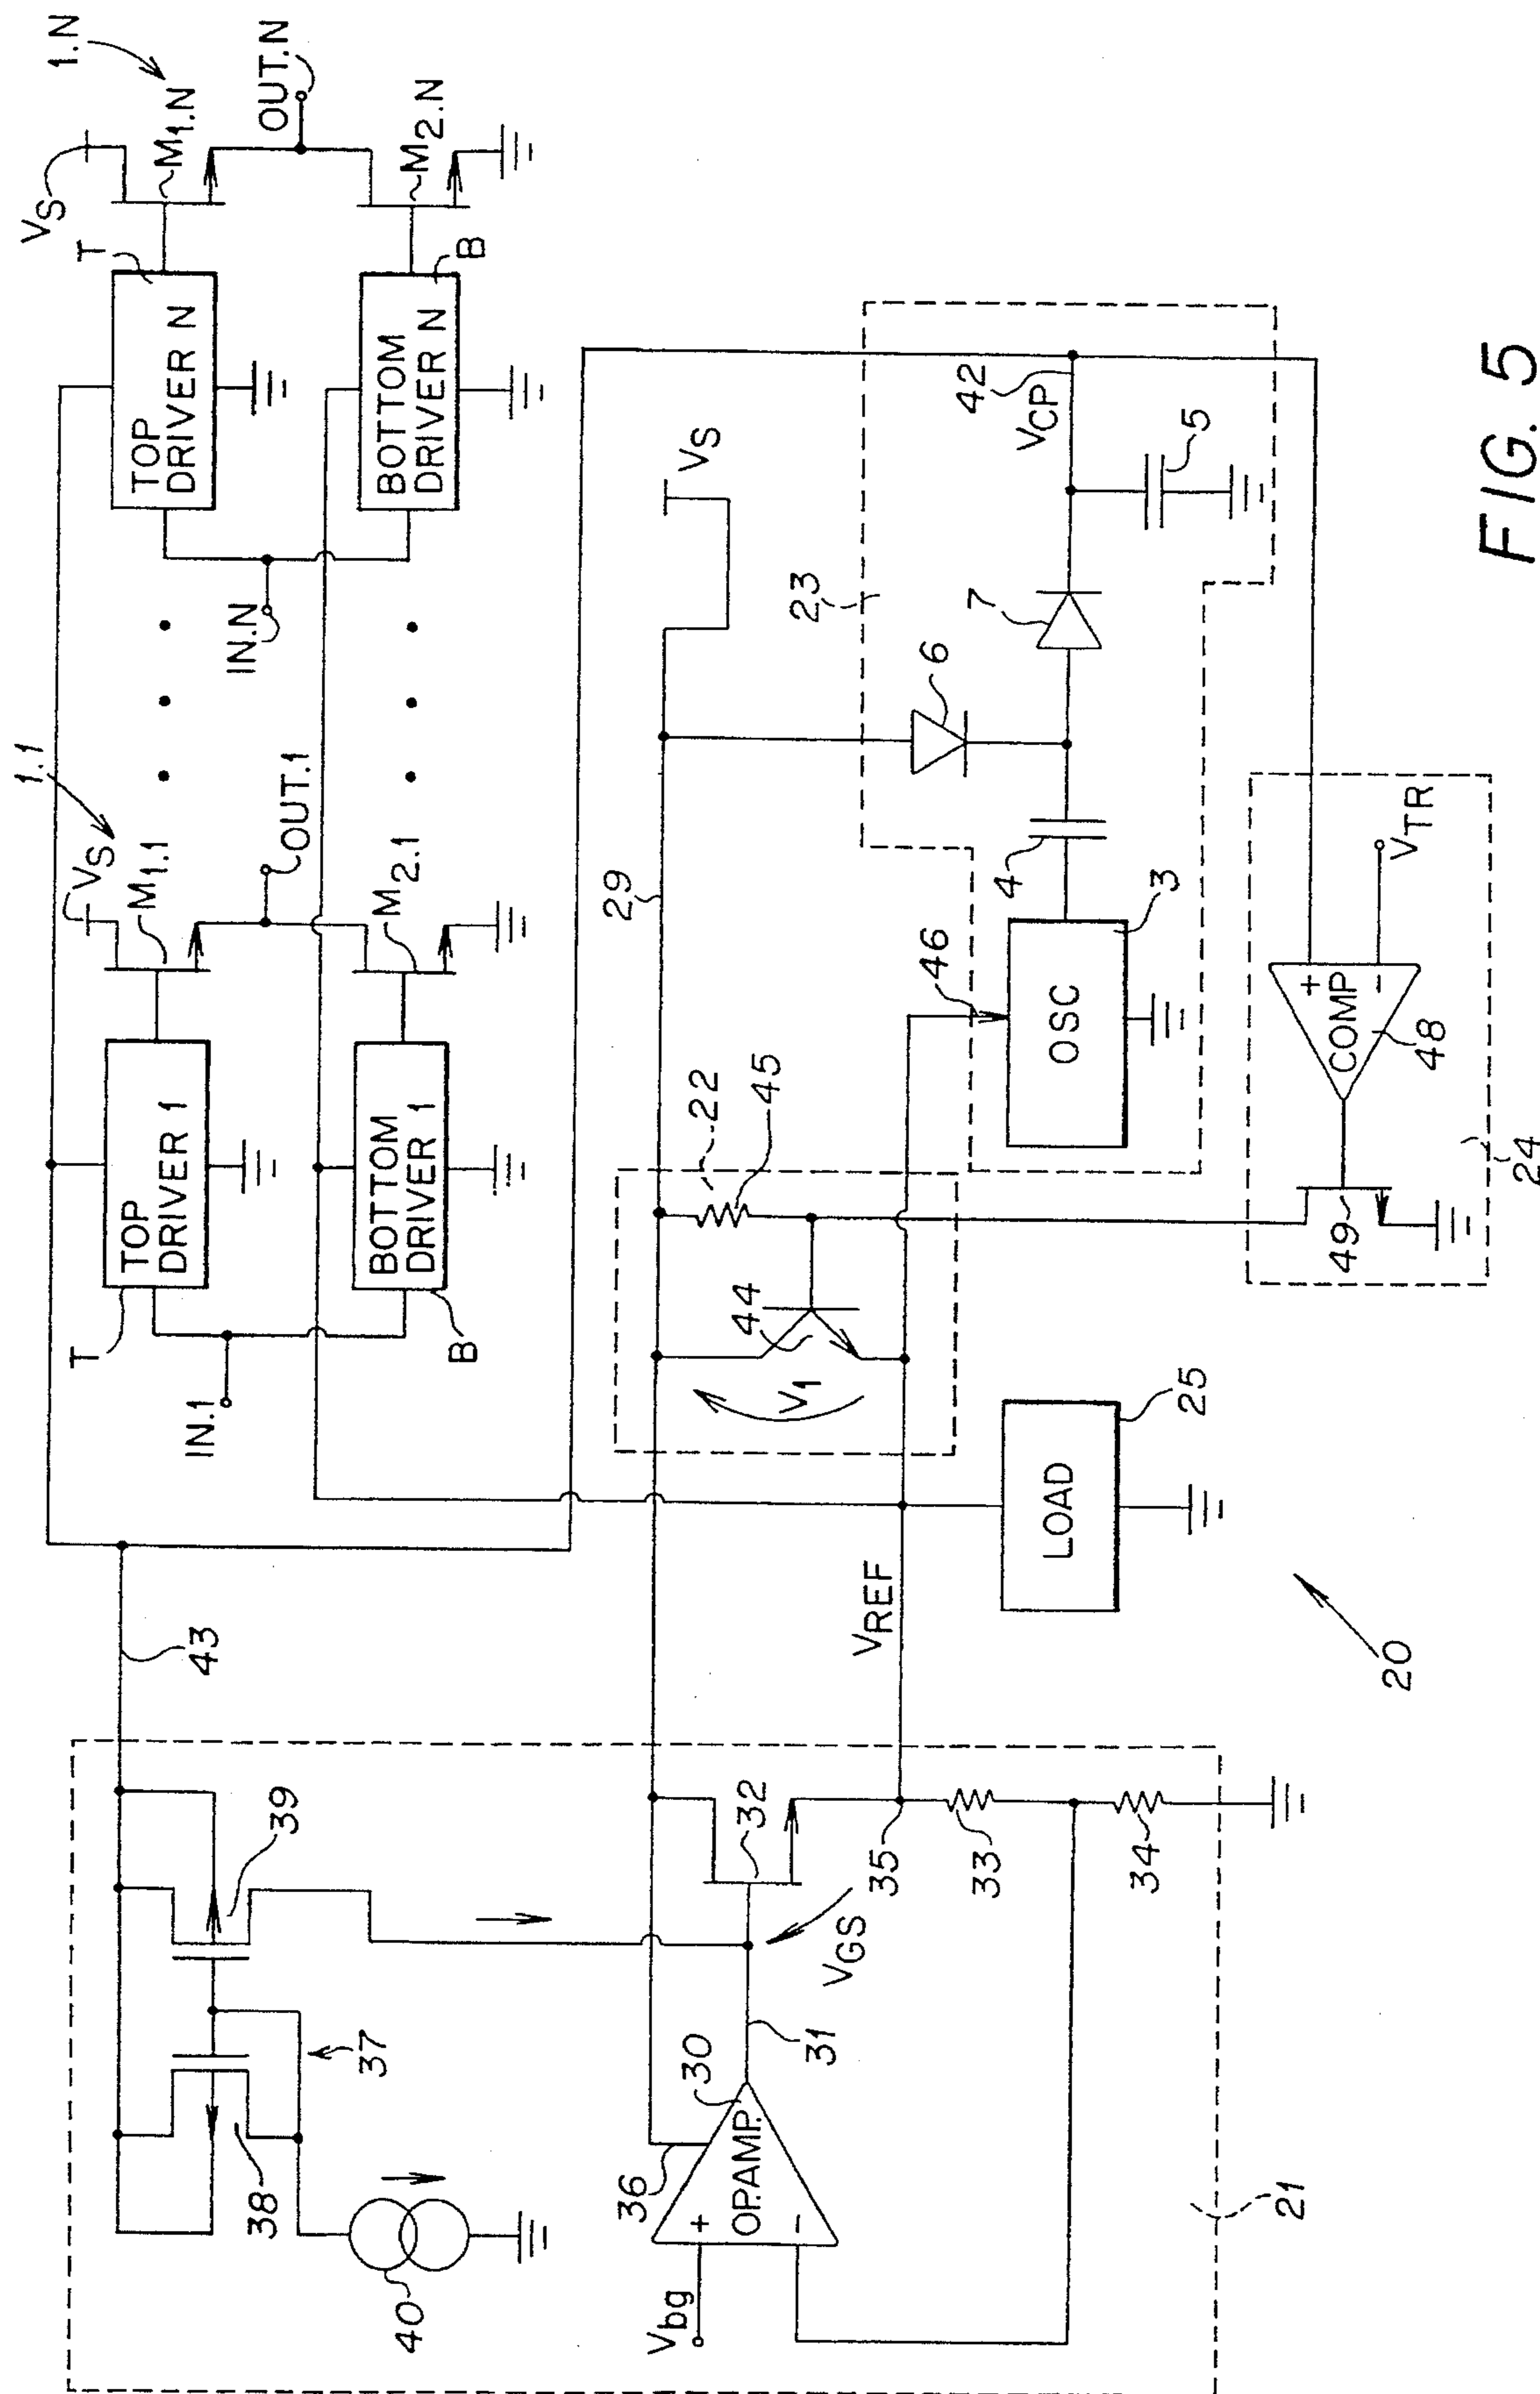 1.N
VS
M1.N
OUT.N
T
TOP
DRIVER N
M2.N
B
BOTTOM
DRIVER N
IN.N
1.1
VS
M1.1
OUT.1
TOP
DRIVER 1
T
M2.1
BOTTOM
DRIVER 1
B
IN.1
43
39
37
38
40
VS
29
23
6
7
42
VCP
5
4
46
3
OSC
22
45
44
V1
VREF
LOAD
25
VTR
+
-
COMP
48
49
24
32
35
33
34
VGS
31
30
36
+
OP.AMP.
-
Vbg
21
20
FIG. 5